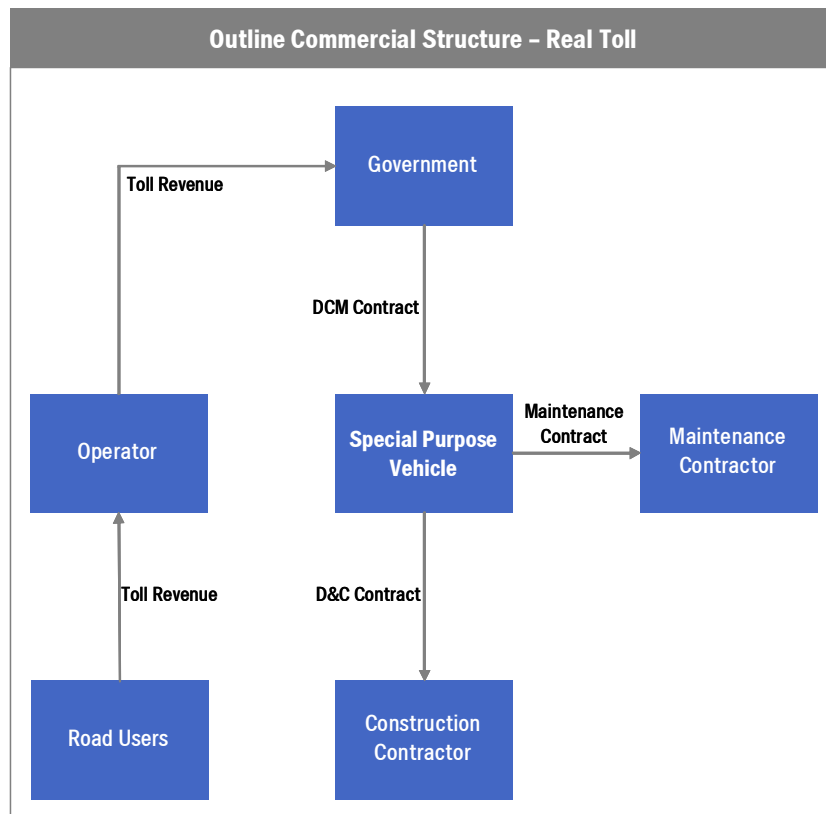 Outline Commercial Structure – Real Toll
Government
Toll Revenue
DCM Contract
Operator
Special Purpose
Vehicle
Maintenance
Contract
Maintenance
Contractor
Toll Revenue
D&C Contract
Road Users
Construction
Contractor